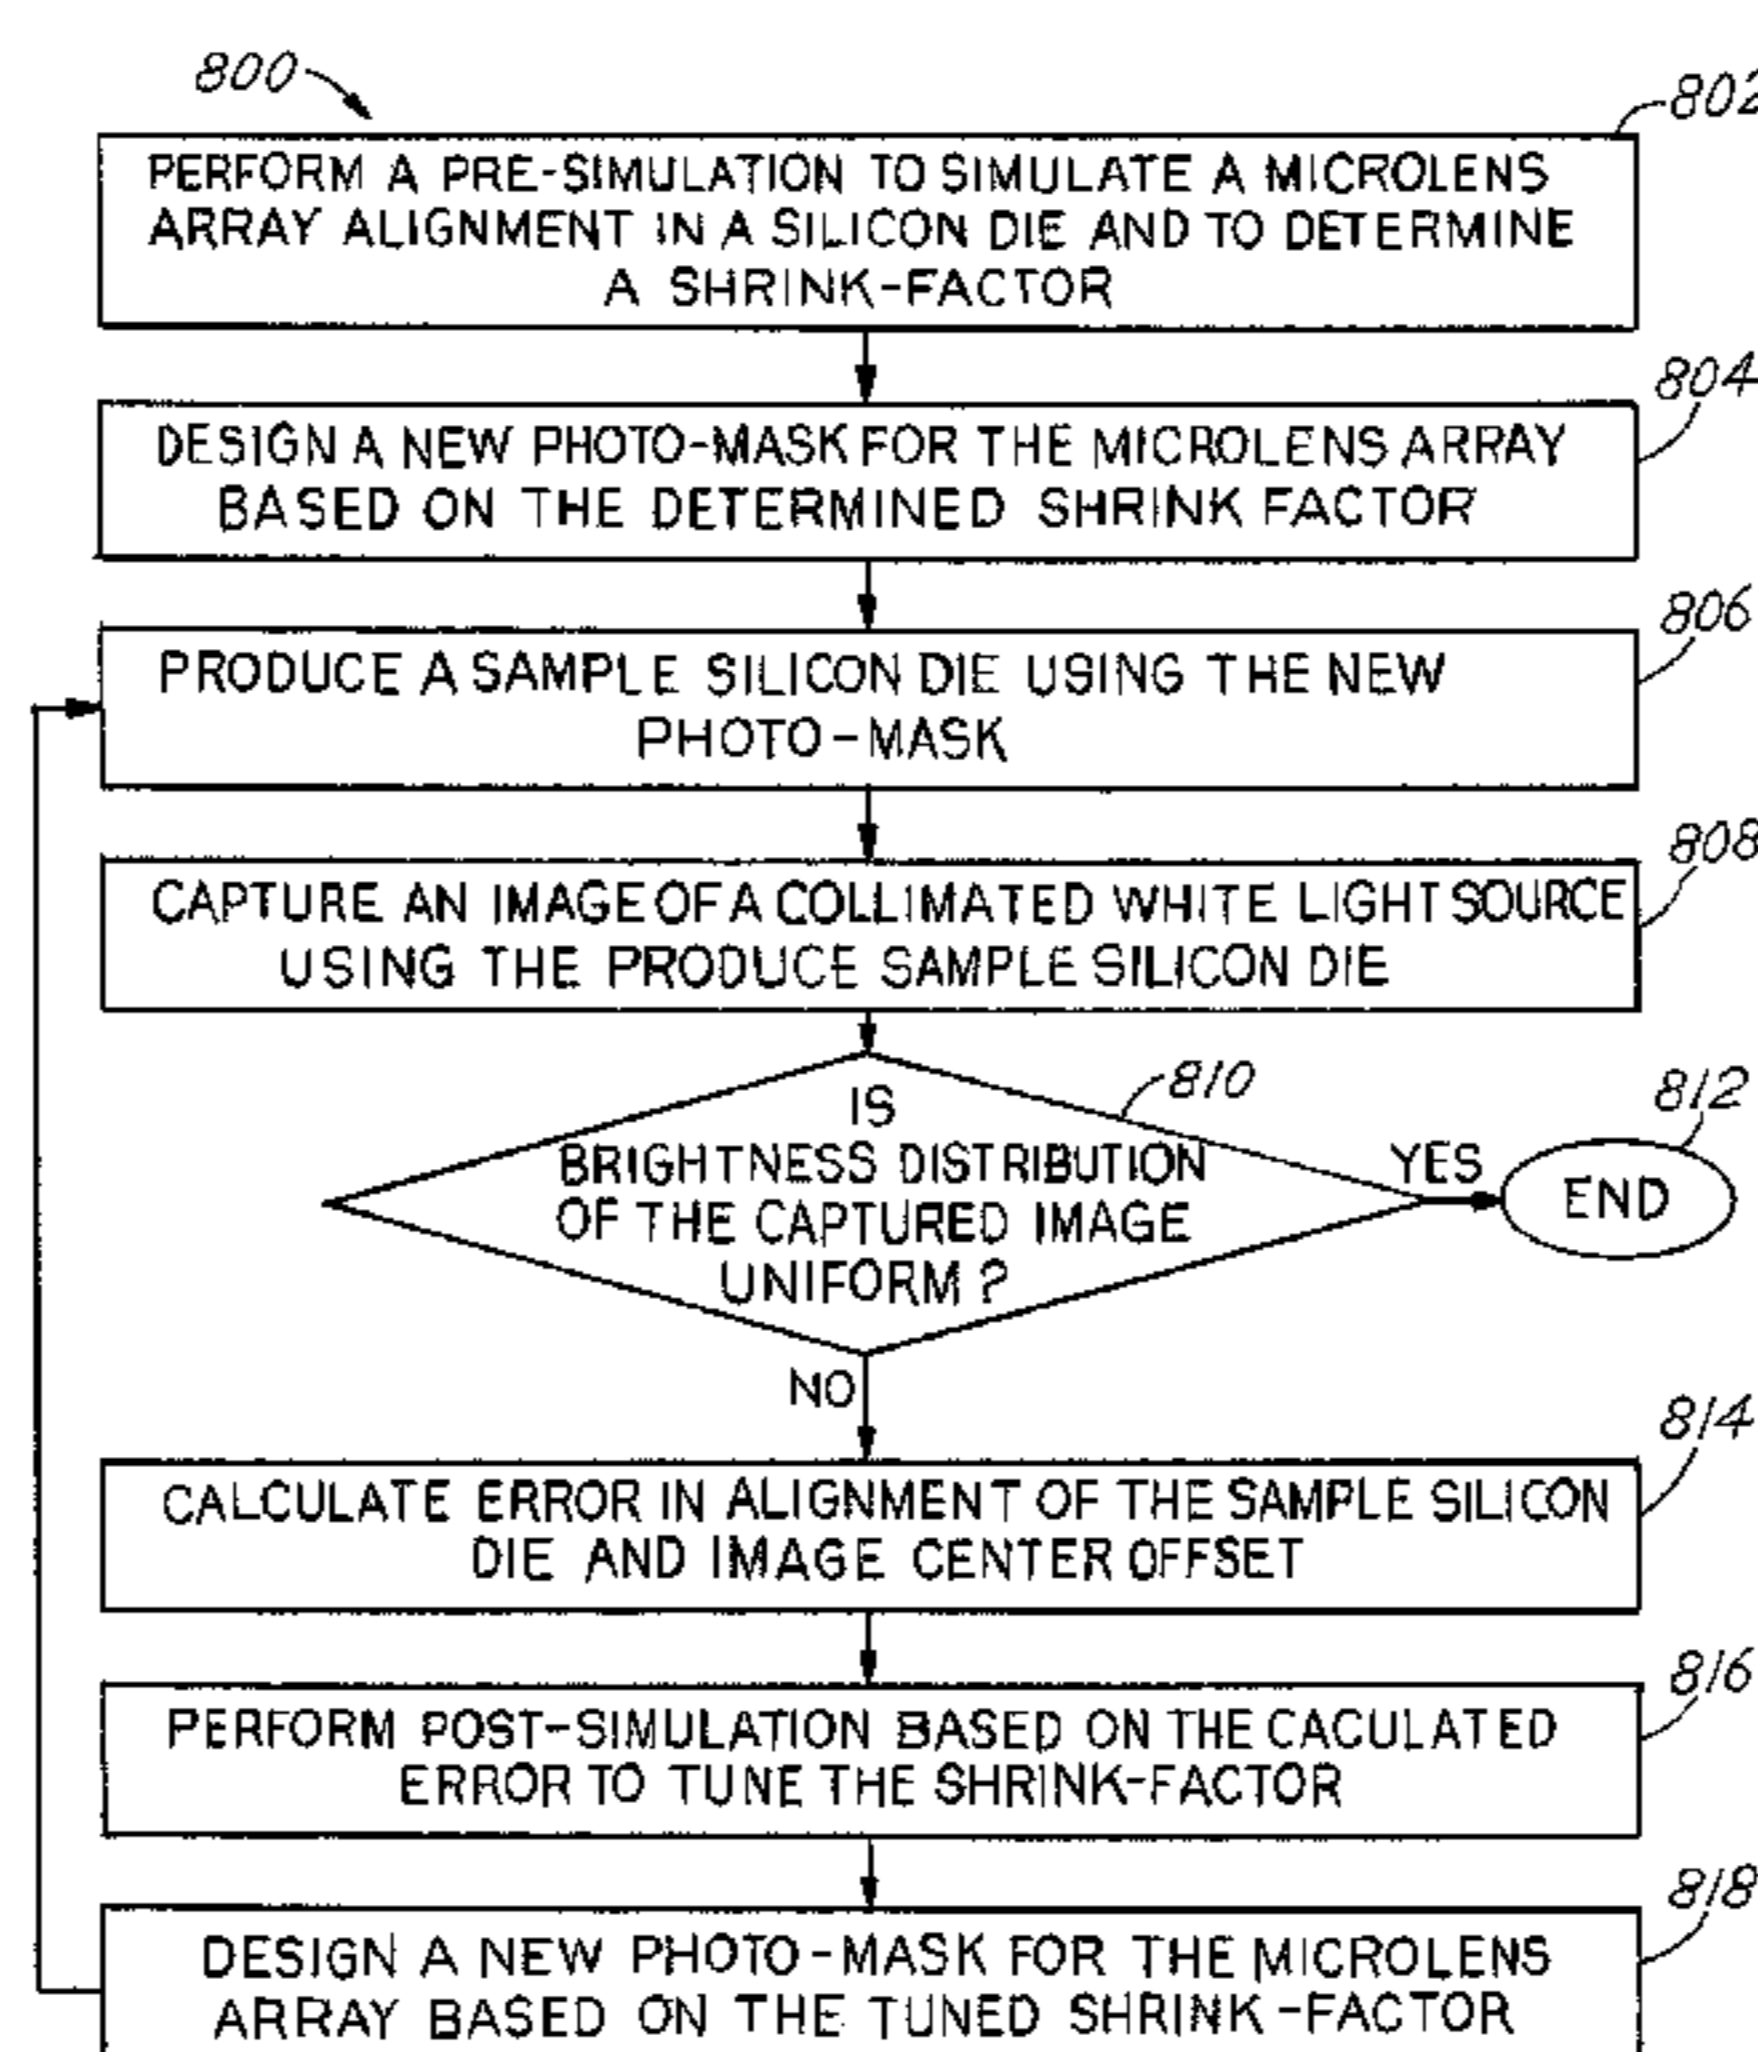 800
802
PERFORM A PRE-SIMULATION TO SIMULATE A MICROLENS
ARRAY ALIGNMENT IN A SILICON DIE AND TO DETERMINE
A SHRINK-FACTOR
804
DESIGN A NEW PHOTO-MASK FOR THE MICROLENS ARRAY
BASED ON THE DETERMINED SHRINK FACTOR
806
PRODUCE A SAMPLE SILICON DIE USING THE NEW
PHOTO-MASK
808
CAPTURE AN IMAGE OF A COLLIMATED WHITE LIGHT SOURCE
USING THE PRODUCE SAMPLE SILICON DIE
810
812
IS
BRIGHTNESS DISTRIBUTION
OF THE CAPTURED IMAGE
UNIFORM?
YES
END
NO
814
CALCULATE ERROR IN ALIGNMENT OF THE SAMPLE SILICON
DIE AND IMAGE CENTER OFFSET
816
PERFORM POST-SIMULATION BASED ON THE CACULATED
ERROR TO TUNE THE SHRINK-FACTOR
818
DESIGN A NEW PHOTO-MASK FOR THE MICROLENS
ARRAY BASED ON THE TUNED SHRINK-FACTOR